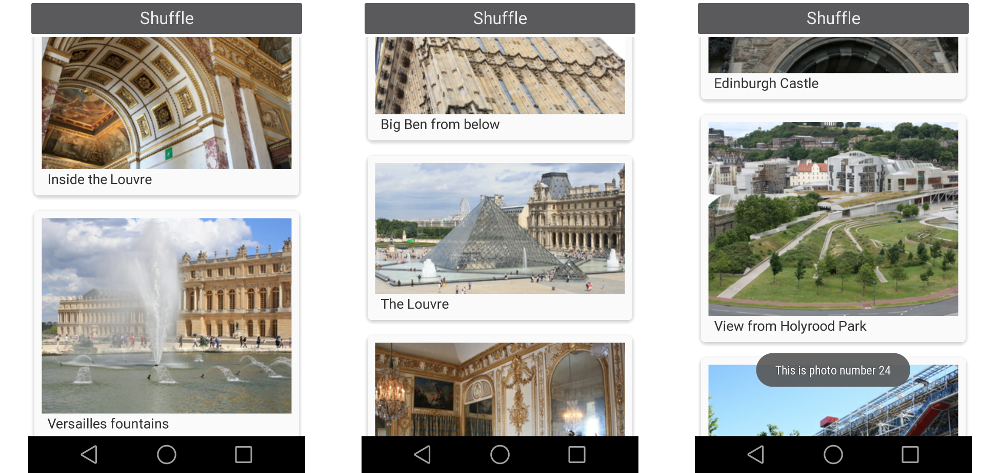 Shuffle
Inside the Louvre
Versailles fountains
Shuffle
Big Ben from below
The Louvre
Shuffle
Edinburgh Castle
View from Holyrood Park
This is photo number 24